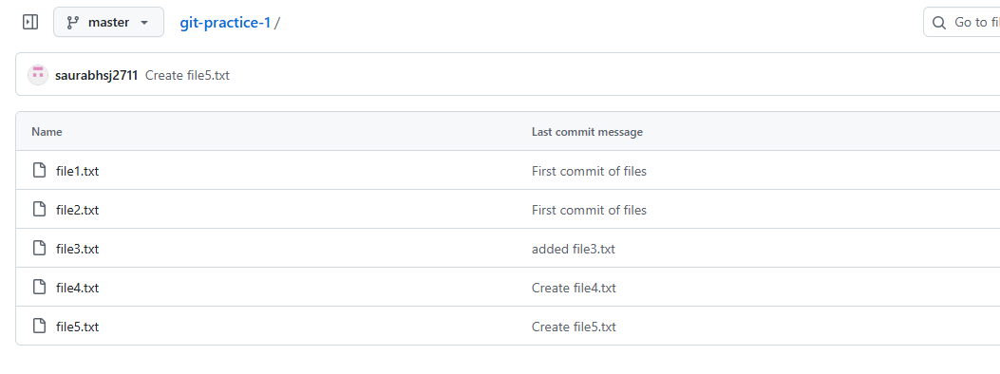 master git-practice-1 / Go to
saurabhsj2711 Create file5.txt
Name Last commit message
file1.txt First commit of files
file2.txt First commit of files
file3.txt added file3.txt
file4.txt Create file4.txt
file5.txt Create file5.txt